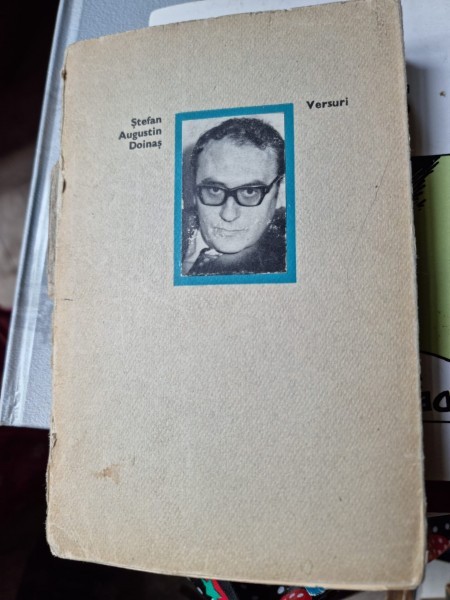 Ștefan
Augustin
Doinaș
Versuri